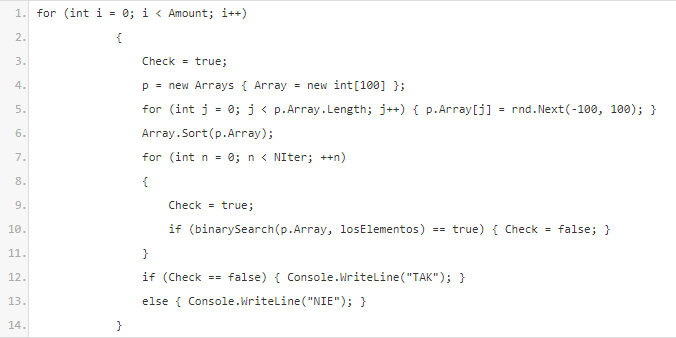 1. for (int i = 0; i < Amount; i++)
2. {
3. Check = true;
4. p = new Arrays { Array = new int[100] };
5. for (int j = 0; j < p.Array.Length; j++) { p.Array[j] = rnd.Next(-100, 100); }
6. Array.Sort(p.Array);
7. for (int n = 0; n < NIter; ++n)
8. {
9. Check = true;
10. if (binarySearch(p.Array, losElementos) == true) { Check = false; }
11. }
12. if (Check == false) { Console.WriteLine("TAK"); }
13. else { Console.WriteLine("NIE"); }
14. }